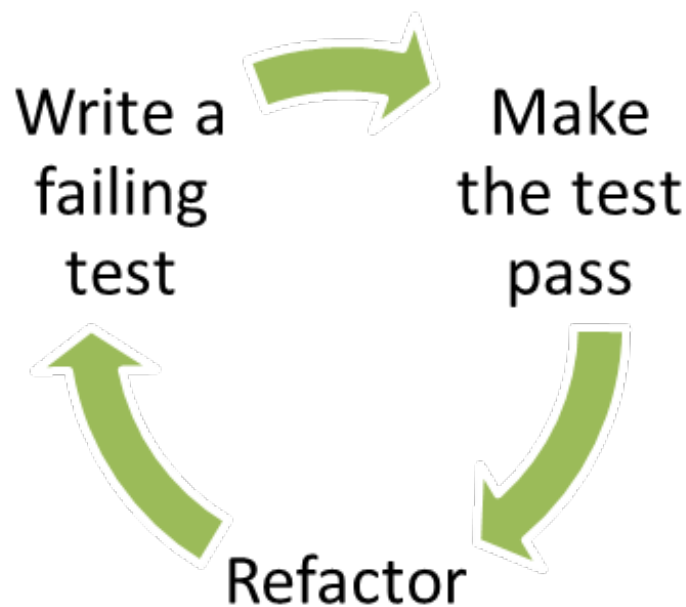 Write a
failing
test
Make
the test
pass
Refactor